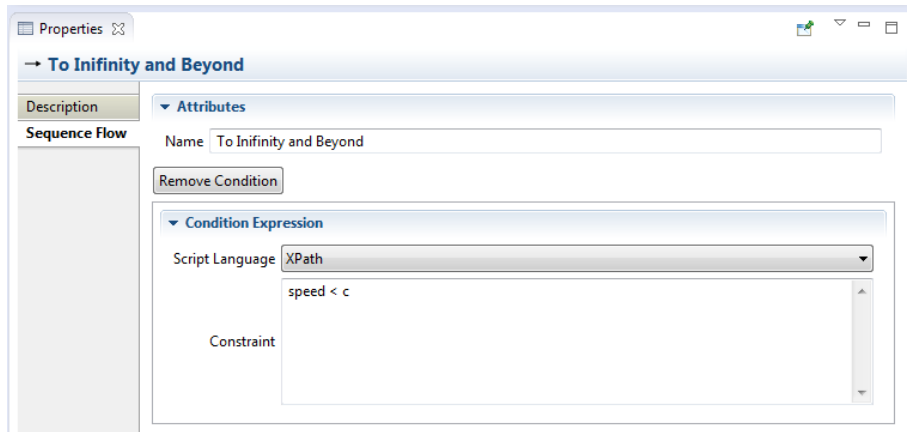 Properties
→ To Inifinity and Beyond
Description
Sequence Flow
Attributes
Name To Inifinity and Beyond
Remove Condition
Condition Expression
Script Language XPath
speed < c
Constraint